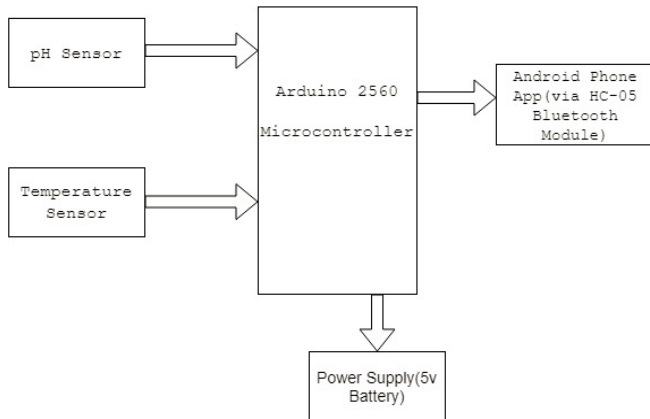 pH Sensor
Arduino 2560
Microcontroller
Android Phone
App(via HC-05
Bluetooth
Module)
Temperature
Sensor
Power Supply(5v
Battery)